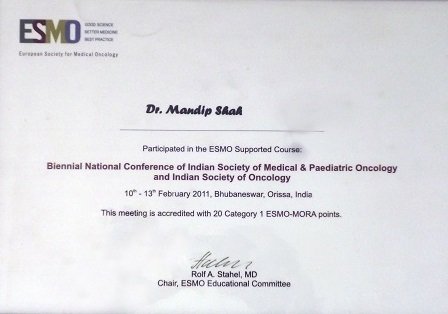 ESMO
GOOD SCIENCE
BETTER MEDICINE
BEST PRACTICE
European Society for Medical Oncology
Dr. Mandip Shah
Participated in the ESMO Supported Course:
Biennial National Conference of Indian Society of Medical & Paediatric Oncology
and Indian Society of Oncology
10th - 13th February 2011, Bhubaneswar, Orissa, India
This meeting is accredited with 20 Category 1 ESMO-MORA points.
Rolf A. Stahel, MD
Chair, ESMO Educational Committee